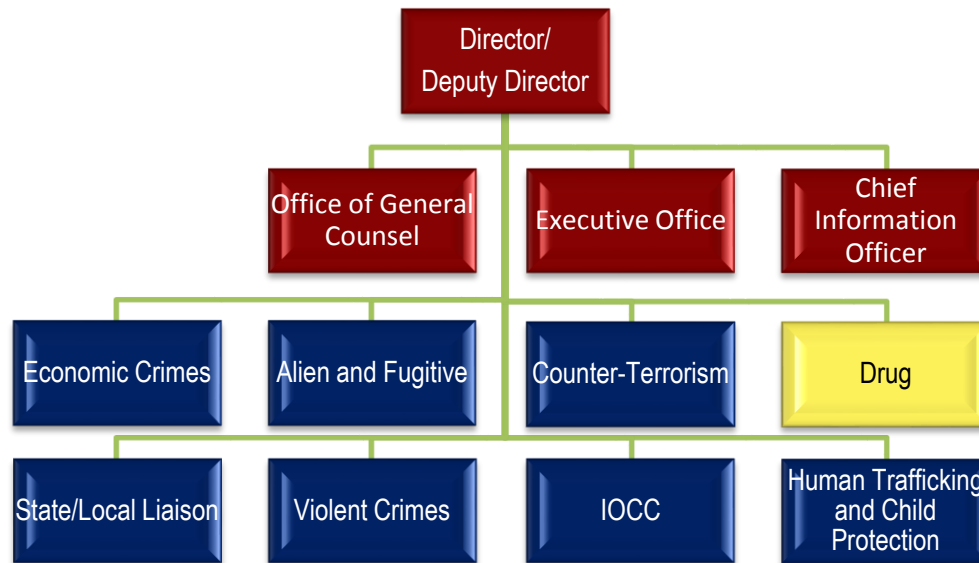 Director/
Deputy Director
Office of General
Counsel
Executive Office
Chief
Information
Officer
Economic Crimes
Alien and Fugitive
Counter-Terrorism
Drug
State/Local Liaison
Violent Crimes
IOCC
Human Trafficking
and Child
Protection